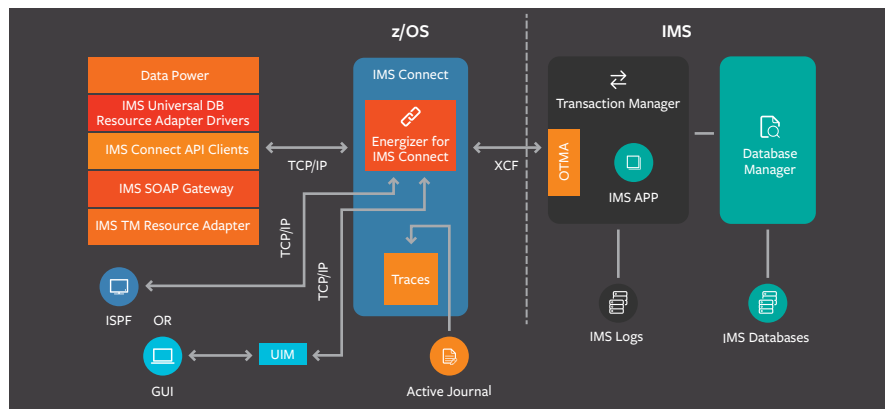 z/OS
IMS
Data Power
IMS Universal DB
Resource Adapter Drivers
IMS Connect API Clients
IMS SOAP Gateway
IMS TM Resource Adapter
TCP/IP
IMS Connect
Energizer for
IMS Connect
XCF
Transaction Manager
OTMA
IMS APP
Database
Manager
TCP/IP
TCP/IP
Traces
ISPF
OR
GUI
UIM
Active Journal
IMS Logs
IMS Databases